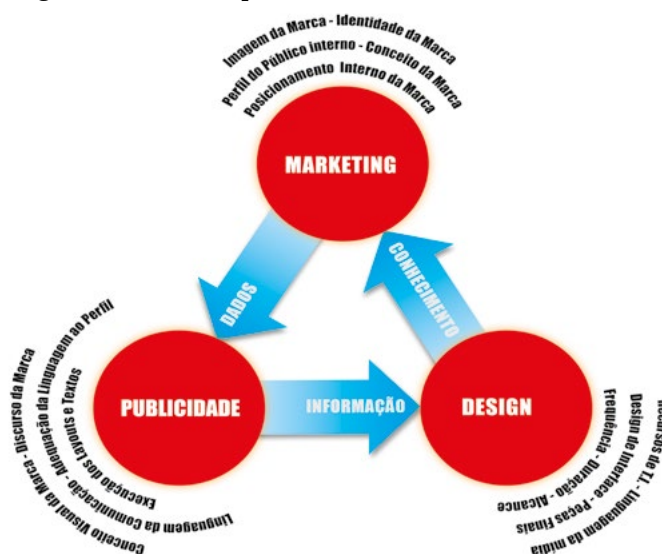 Imagem da Marca - Identidade da Marca
Perfil do Público interno - Conceito da Marca
Posicionamento Interno da Marca
MARKETING
DADOS
CONHECIMENTO
Conceito Visual da Marca - Discurso da Marca
Linguagem da Comunicação - Adequação da Linguagem ao Perfil
Execução dos Layouts e Textos
PUBLICIDADE
INFORMAÇÃO
DESIGN
Frequência - Duração - Alcance
Design de Interface - Peças Finais
de T.I. - Linguagem da mídia